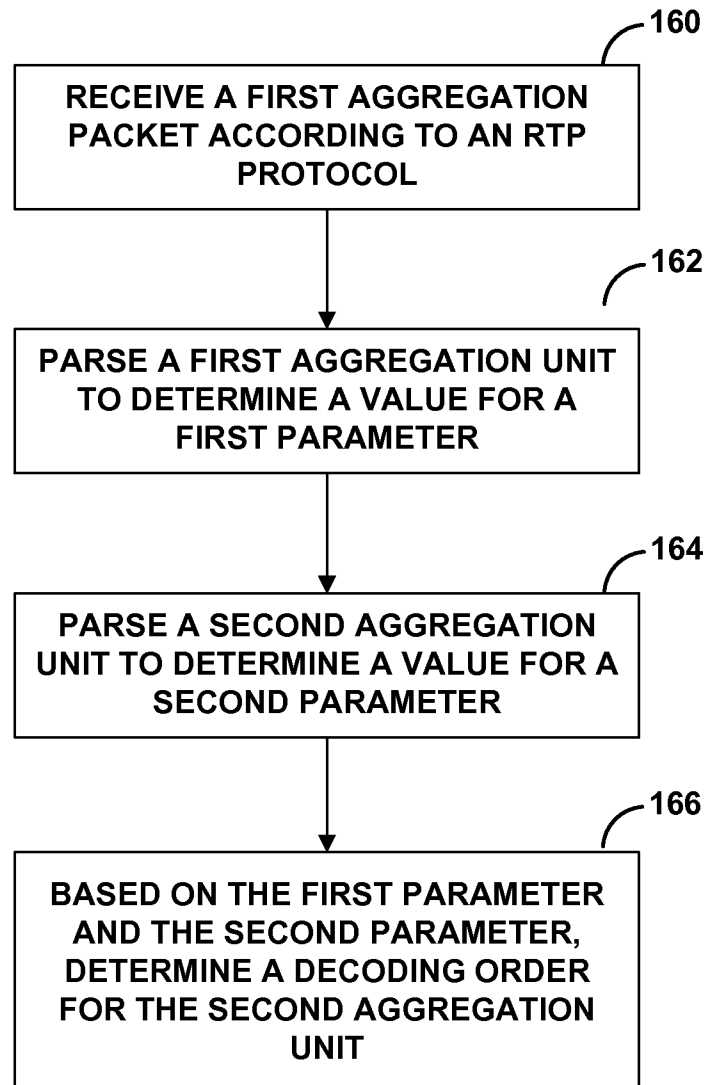 160
RECEIVE A FIRST AGGREGATION
PACKET ACCORDING TO AN RTP
PROTOCOL
162
PARSE A FIRST AGGREGATION UNIT
TO DETERMINE A VALUE FOR A
FIRST PARAMETER
164
PARSE A SECOND AGGREGATION
UNIT TO DETERMINE A VALUE FOR A
SECOND PARAMETER
166
BASED ON THE FIRST PARAMETER
AND THE SECOND PARAMETER,
DETERMINE A DECODING ORDER
FOR THE SECOND AGGREGATION
UNIT